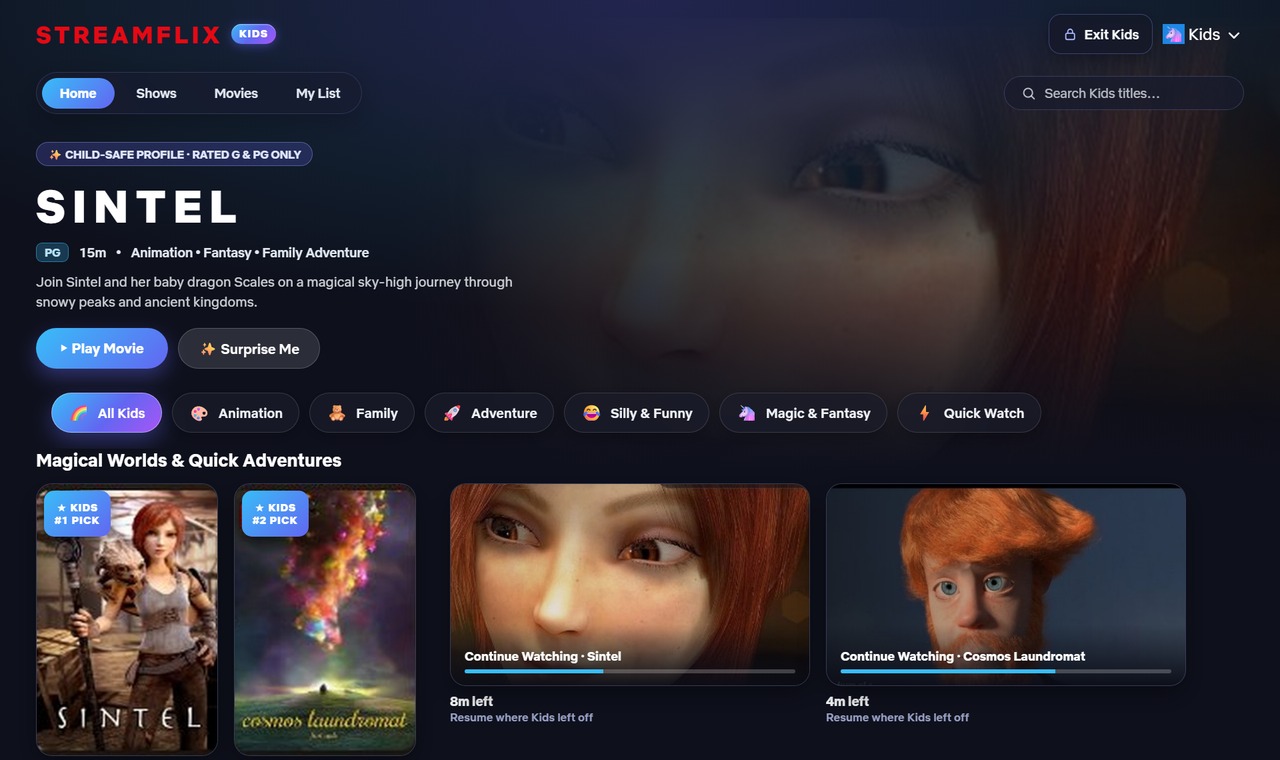 STREAMFLIX KIDS
Exit Kids
Kids
Home
Shows
Movies
My List
Search Kids titles...
✨ CHILD-SAFE PROFILE · RATED G & PG ONLY
SINTEL
PG 15m • Animation • Fantasy • Family Adventure
Join Sintel and her baby dragon Scales on a magical sky-high journey through
snowy peaks and ancient kingdoms.
Play Movie
✨ Surprise Me
🌈 All Kids
🎨 Animation
🧸 Family
🚀 Adventure
😂 Silly & Funny
🦄 Magic & Fantasy
⚡ Quick Watch
Magical Worlds & Quick Adventures
★ KIDS
#1 PICK
SINTEL
★ KIDS
#2 PICK
cosmos laundromat
Continue Watching · Sintel
8m left
Resume where Kids left off
Continue Watching · Cosmos Laundromat
4m left
Resume where Kids left off